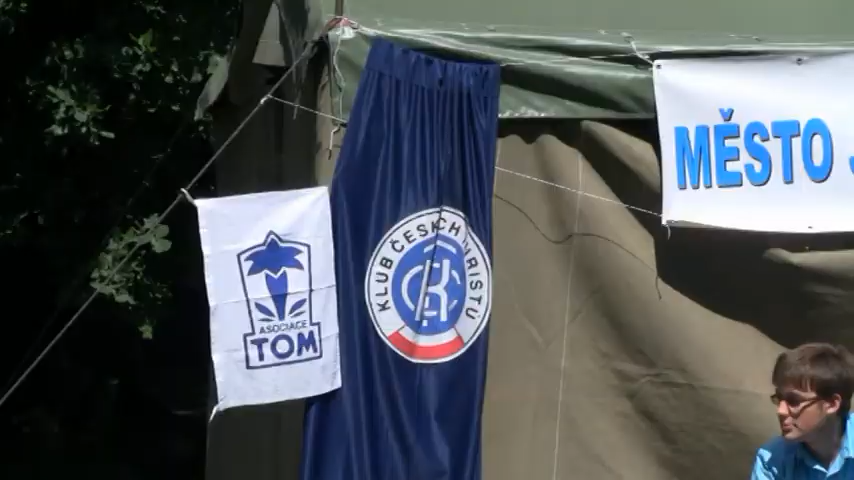 ASOCIACE
TOM
KLUB ČESKÝCH TURISTŮ
MĚSTO